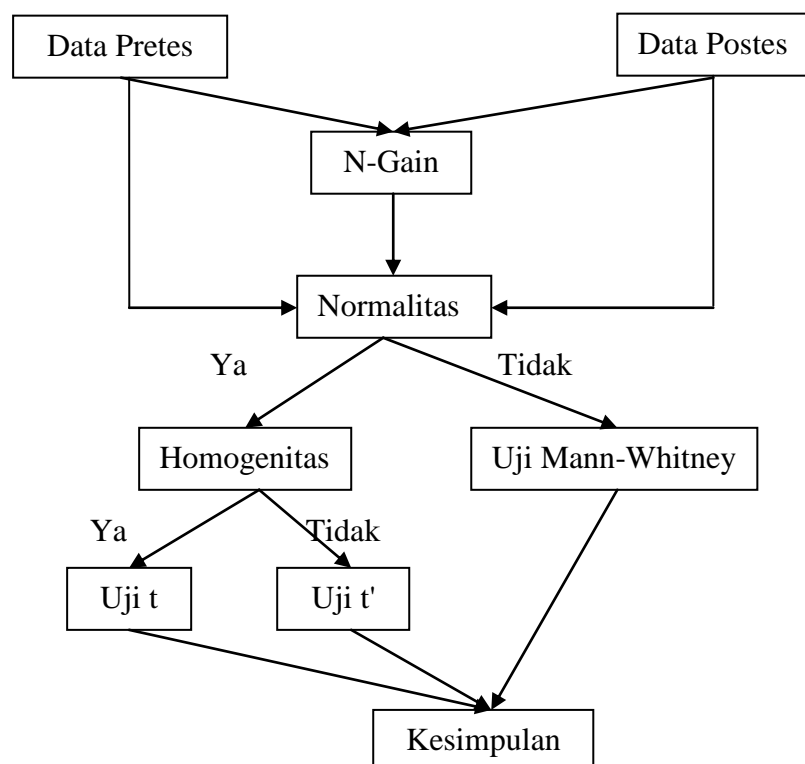 Data Pretes
Data Postes
N-Gain
Normalitas
Ya
Tidak
Homogenitas
Uji Mann-Whitney
Ya
Tidak
Uji t
Uji t'
Kesimpulan